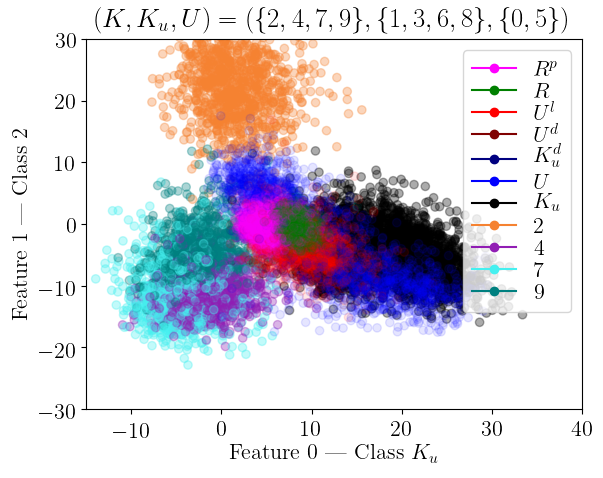 (K, K_u, U) = ({2, 4, 7, 9}, {1, 3, 6, 8}, {0, 5})
30
20
10
0
−10
−20
−30
Feature 1 — Class 2
R^p
R
U^l
U^d
K_u^d
U
K_u
2
4
7
9
−10
0
10
20
30
40
Feature 0 — Class K_u